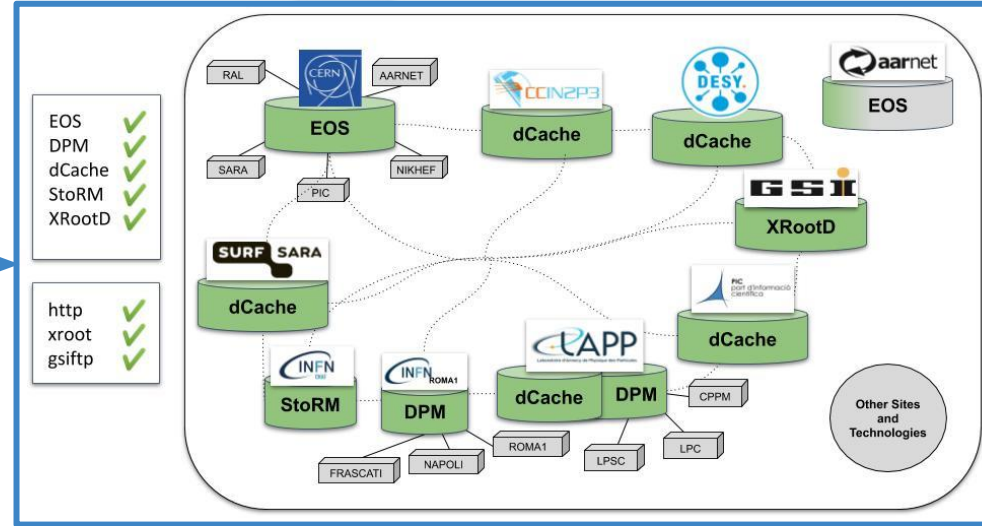 EOS ✔
DPM ✔
dCache ✔
StoRM ✔
XRootD ✔
http ✔
xroot ✔
gsiftp ✔
RAL
CERN
AARNET
EOS
SARA
PIC
NIKHEF
CCIN2P3
dCache
DESY.
dCache
aarnet
EOS
GSI
XRootD
SURF SARA
dCache
PIC
port d'informació
científica
dCache
INFN
StoRM
INFN
ROMA1
DPM
FRASCATI
NAPOLI
ROMA1
LAPP
dCache
DPM
CPPM
LPC
LPSC
Other Sites
and
Technologies